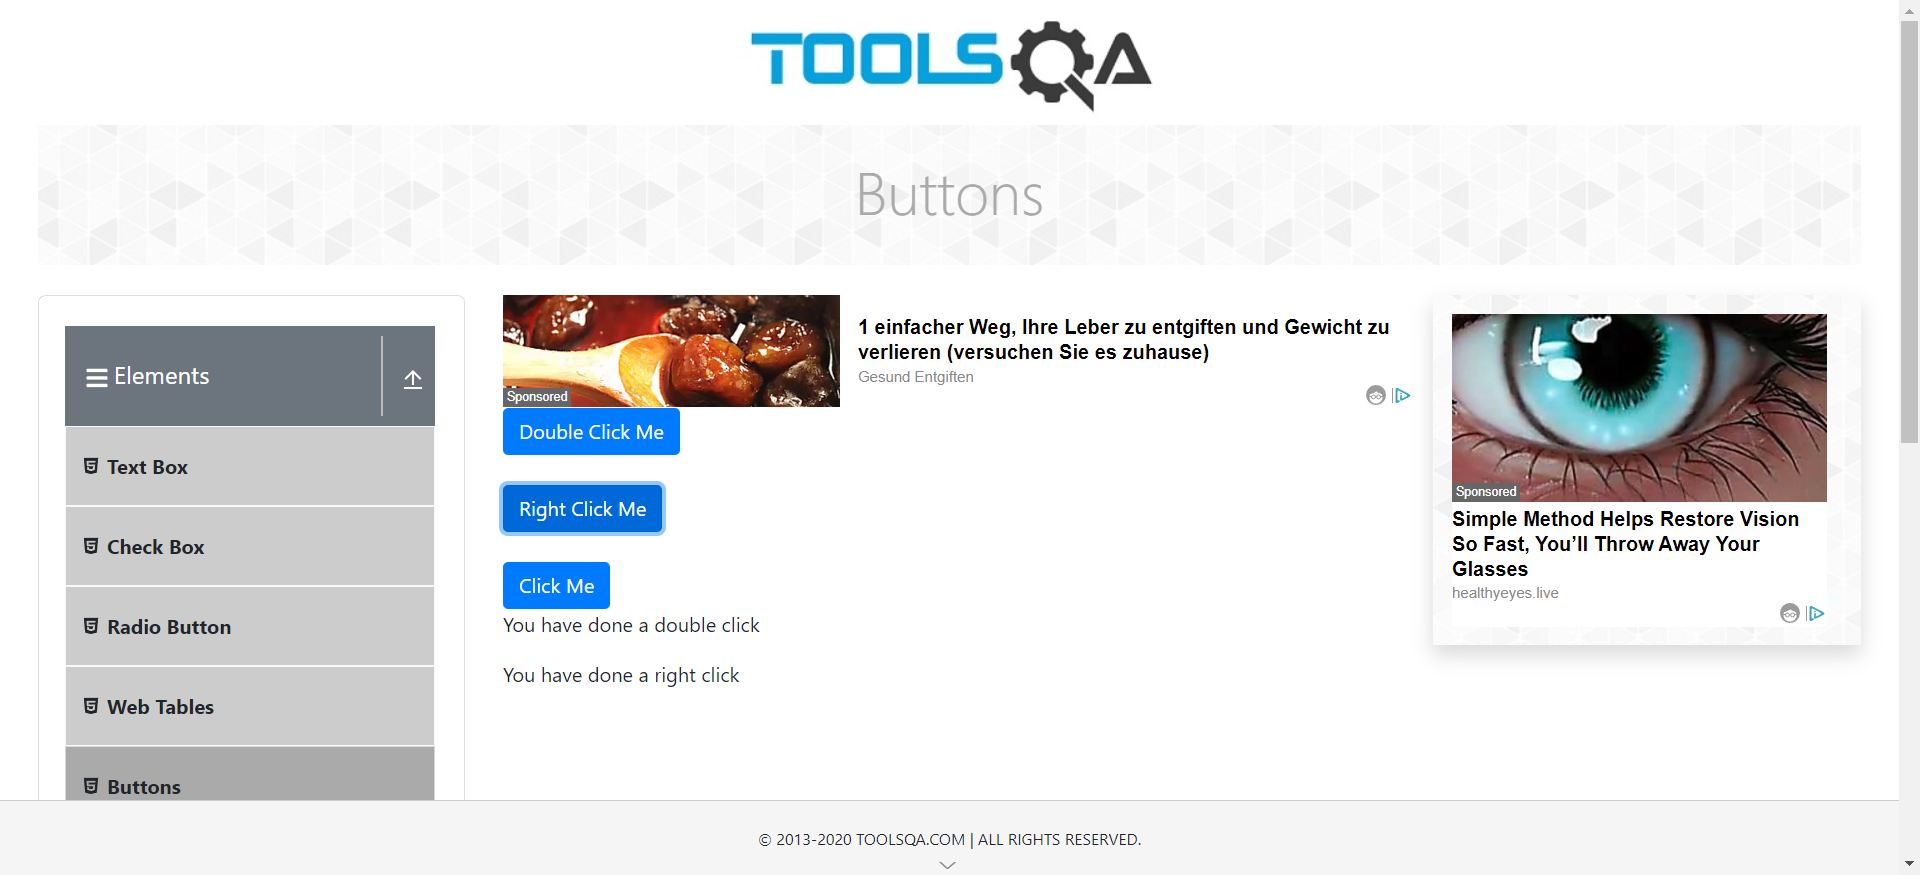 TOOLSQA
Buttons
Elements
Text Box
Check Box
Radio Button
Web Tables
Buttons
Sponsored
1 einfacher Weg, Ihre Leber zu entgiften und Gewicht zu
verlieren (versuchen Sie es zuhause)
Gesund Entgiften
Double Click Me
Right Click Me
Click Me
You have done a double click
You have done a right click
Sponsored
Simple Method Helps Restore Vision
So Fast, You’ll Throw Away Your
Glasses
healthyeyes.live
© 2013-2020 TOOLSQA.COM | ALL RIGHTS RESERVED.